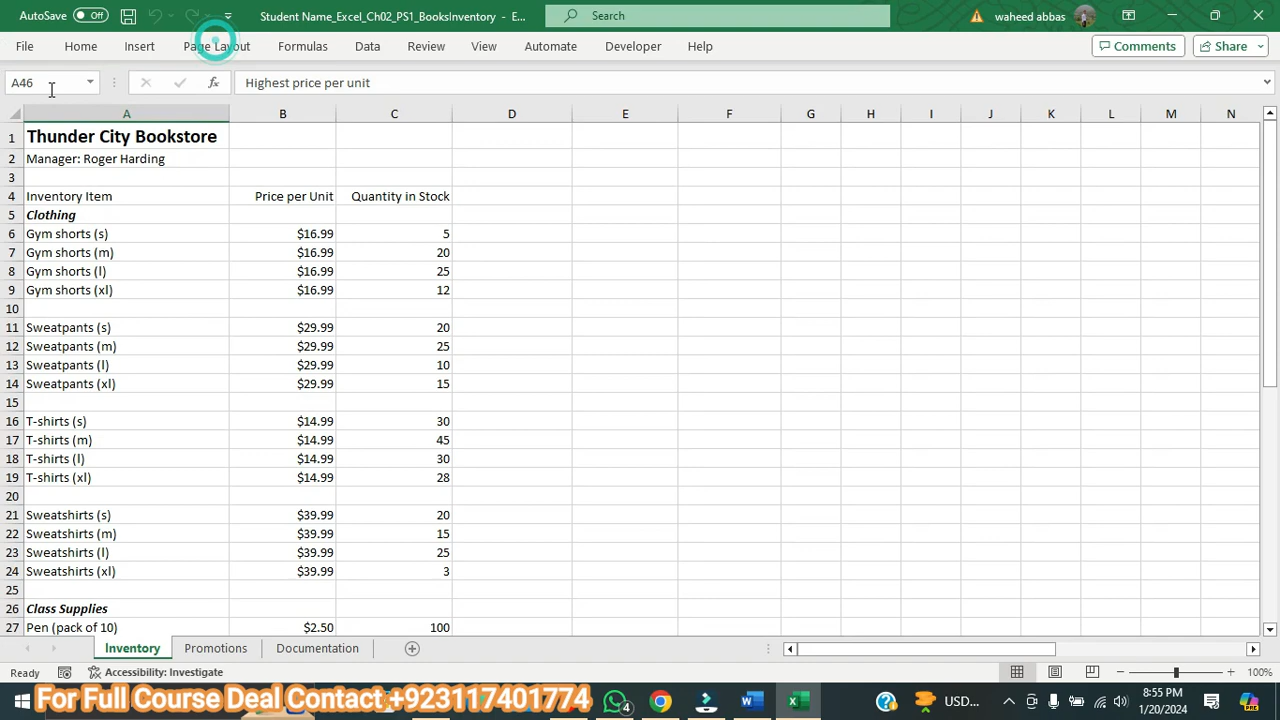 AutoSave Off Student Name_Excel_Ch02_PS1_BooksInventory - E... Search waheed abbas
File Home Insert Page Layout Formulas Data Review View Automate Developer Help Comments Share
A46 fx Highest price per unit
A B C D E F G H I J K L M N
1 Thunder City Bookstore
2 Manager: Roger Harding
3
4 Inventory Item Price per Unit Quantity in Stock
5 Clothing
6 Gym shorts (s) $16.99 5
7 Gym shorts (m) $16.99 20
8 Gym shorts (l) $16.99 25
9 Gym shorts (xl) $16.99 12
10
11 Sweatpants (s) $29.99 20
12 Sweatpants (m) $29.99 25
13 Sweatpants (l) $29.99 10
14 Sweatpants (xl) $29.99 15
15
16 T-shirts (s) $14.99 30
17 T-shirts (m) $14.99 45
18 T-shirts (l) $14.99 30
19 T-shirts (xl) $14.99 28
20
21 Sweatshirts (s) $39.99 20
22 Sweatshirts (m) $39.99 15
23 Sweatshirts (l) $39.99 25
24 Sweatshirts (xl) $39.99 3
25
26 Class Supplies
27 Pen (pack of 10) $2.50 100
Inventory Promotions Documentation
Ready Accessibility: Investigate 100%
For Full Course Deal Contact +923117401774 4 USD... 8:55 PM
1/20/2024